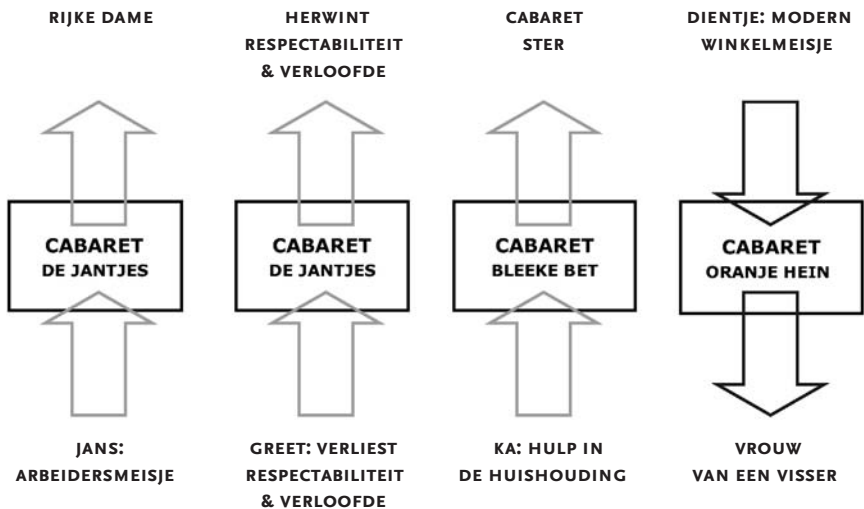 RIJKE DAME
HERWINT
RESPECTABILITEIT
& VERLOOFDE
CABARET
STER
DIENTJE: MODERN
WINKELMEISJE
CABARET
DE JANTJES
CABARET
DE JANTJES
CABARET
BLEEKE BET
CABARET
ORANJE HEIN
JANS:
ARBEIDERSMEISJE
GREET: VERLIEST
RESPECTABILITEIT
& VERLOOFDE
KA: HULP IN
DE HUISHOUDING
VROUW
VAN EEN VISSER